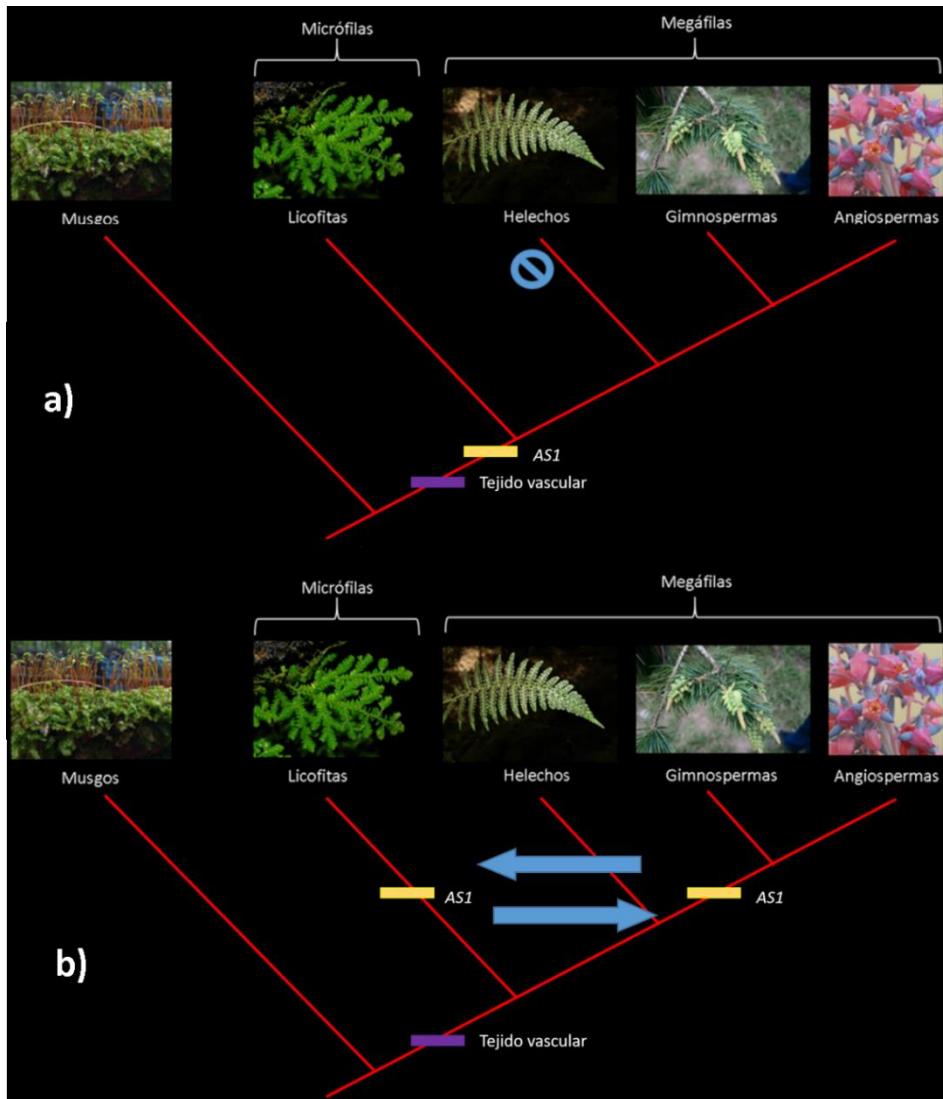 Micrófilas
Megáfilas
Musgos
Licofitas
Helechos
Gimnospermas
Angiospermas
a)
AS1
Tejido vascular
Micrófilas
Megáfilas
Musgos
Licofitas
Helechos
Gimnospermas
Angiospermas
AS1
AS1
b)
Tejido vascular